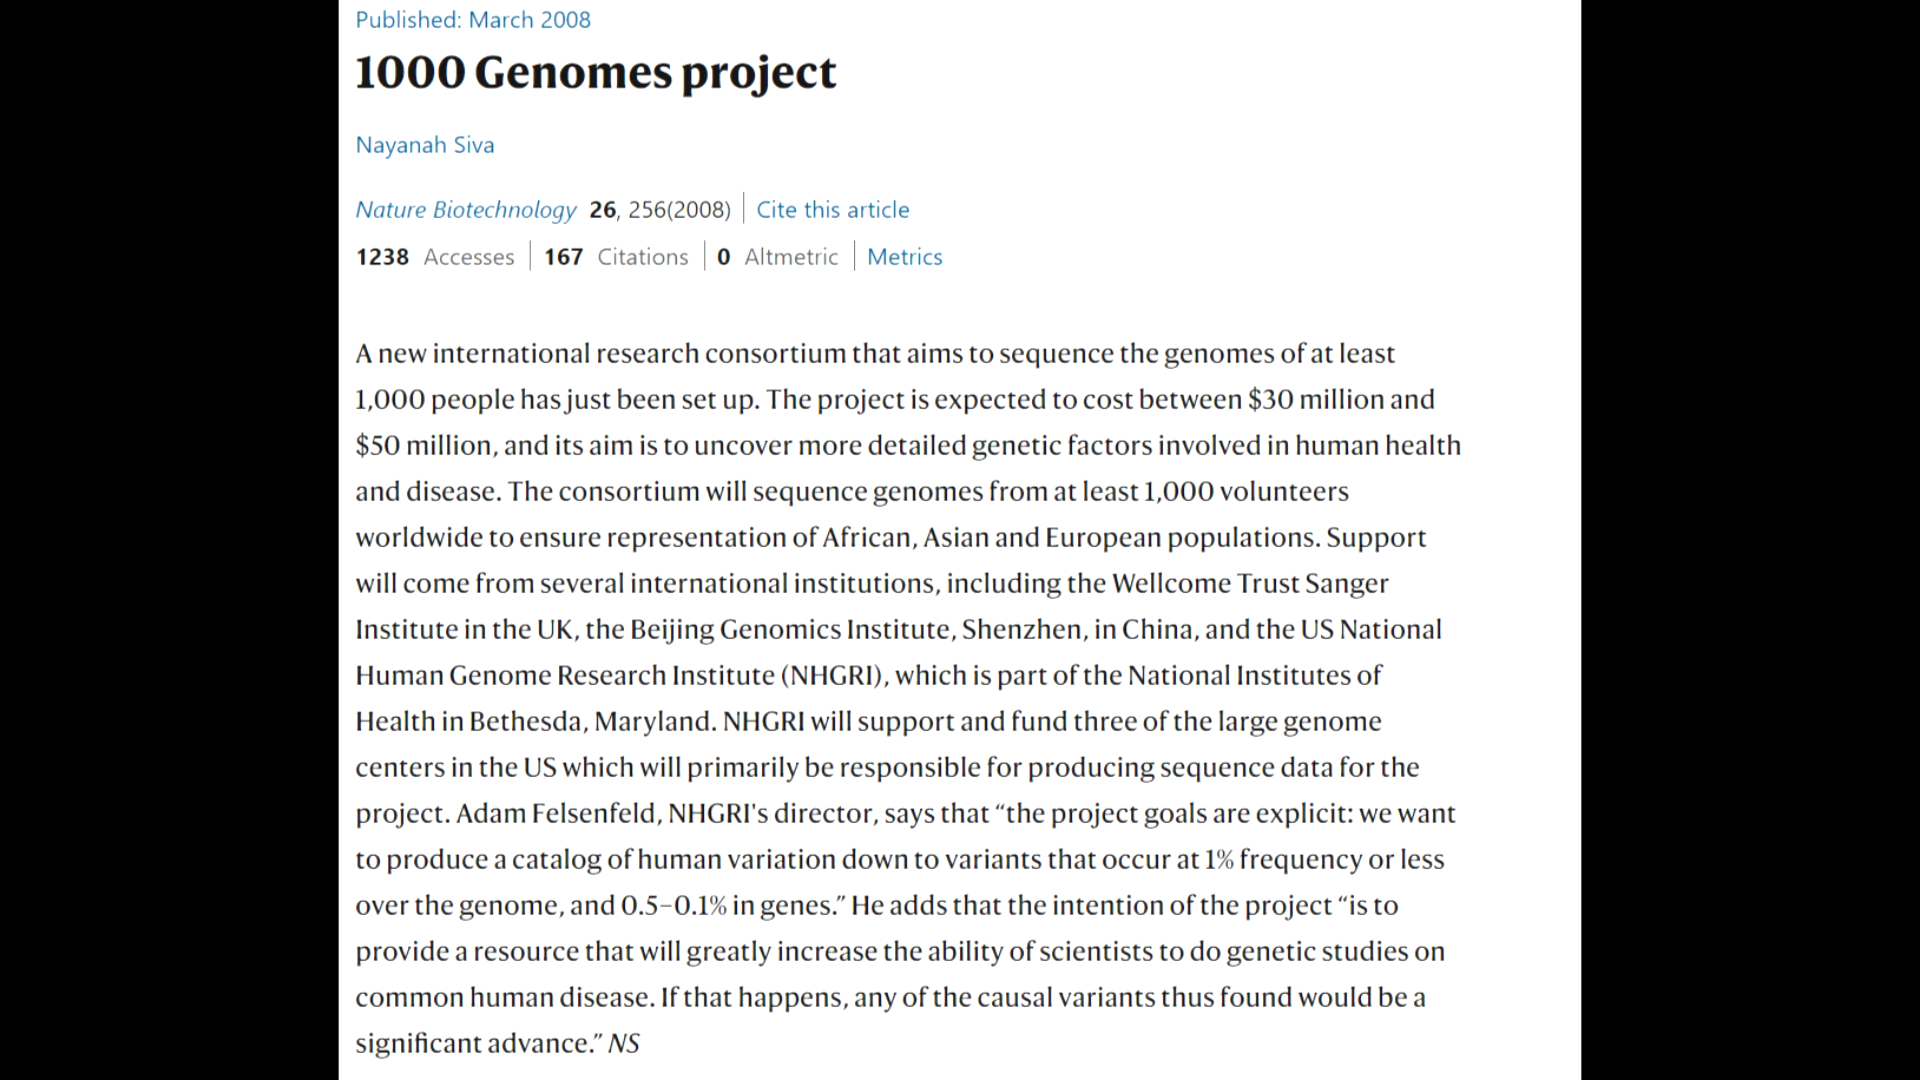 Published: March 2008
1000 Genomes project
Nayanah Siva
Nature Biotechnology 26, 256(2008) | Cite this article
1238 Accesses | 167 Citations | 0 Altmetric | Metrics
A new international research consortium that aims to sequence the genomes of at least
1,000 people has just been set up. The project is expected to cost between $30 million and
$50 million, and its aim is to uncover more detailed genetic factors involved in human health
and disease. The consortium will sequence genomes from at least 1,000 volunteers
worldwide to ensure representation of African, Asian and European populations. Support
will come from several international institutions, including the Wellcome Trust Sanger
Institute in the UK, the Beijing Genomics Institute, Shenzhen, in China, and the US National
Human Genome Research Institute (NHGRI), which is part of the National Institutes of
Health in Bethesda, Maryland. NHGRI will support and fund three of the large genome
centers in the US which will primarily be responsible for producing sequence data for the
project. Adam Felsenfeld, NHGRI's director, says that “the project goals are explicit: we want
to produce a catalog of human variation down to variants that occur at 1% frequency or less
over the genome, and 0.5–0.1% in genes.” He adds that the intention of the project “is to
provide a resource that will greatly increase the ability of scientists to do genetic studies on
common human disease. If that happens, any of the causal variants thus found would be a
significant advance.” NS